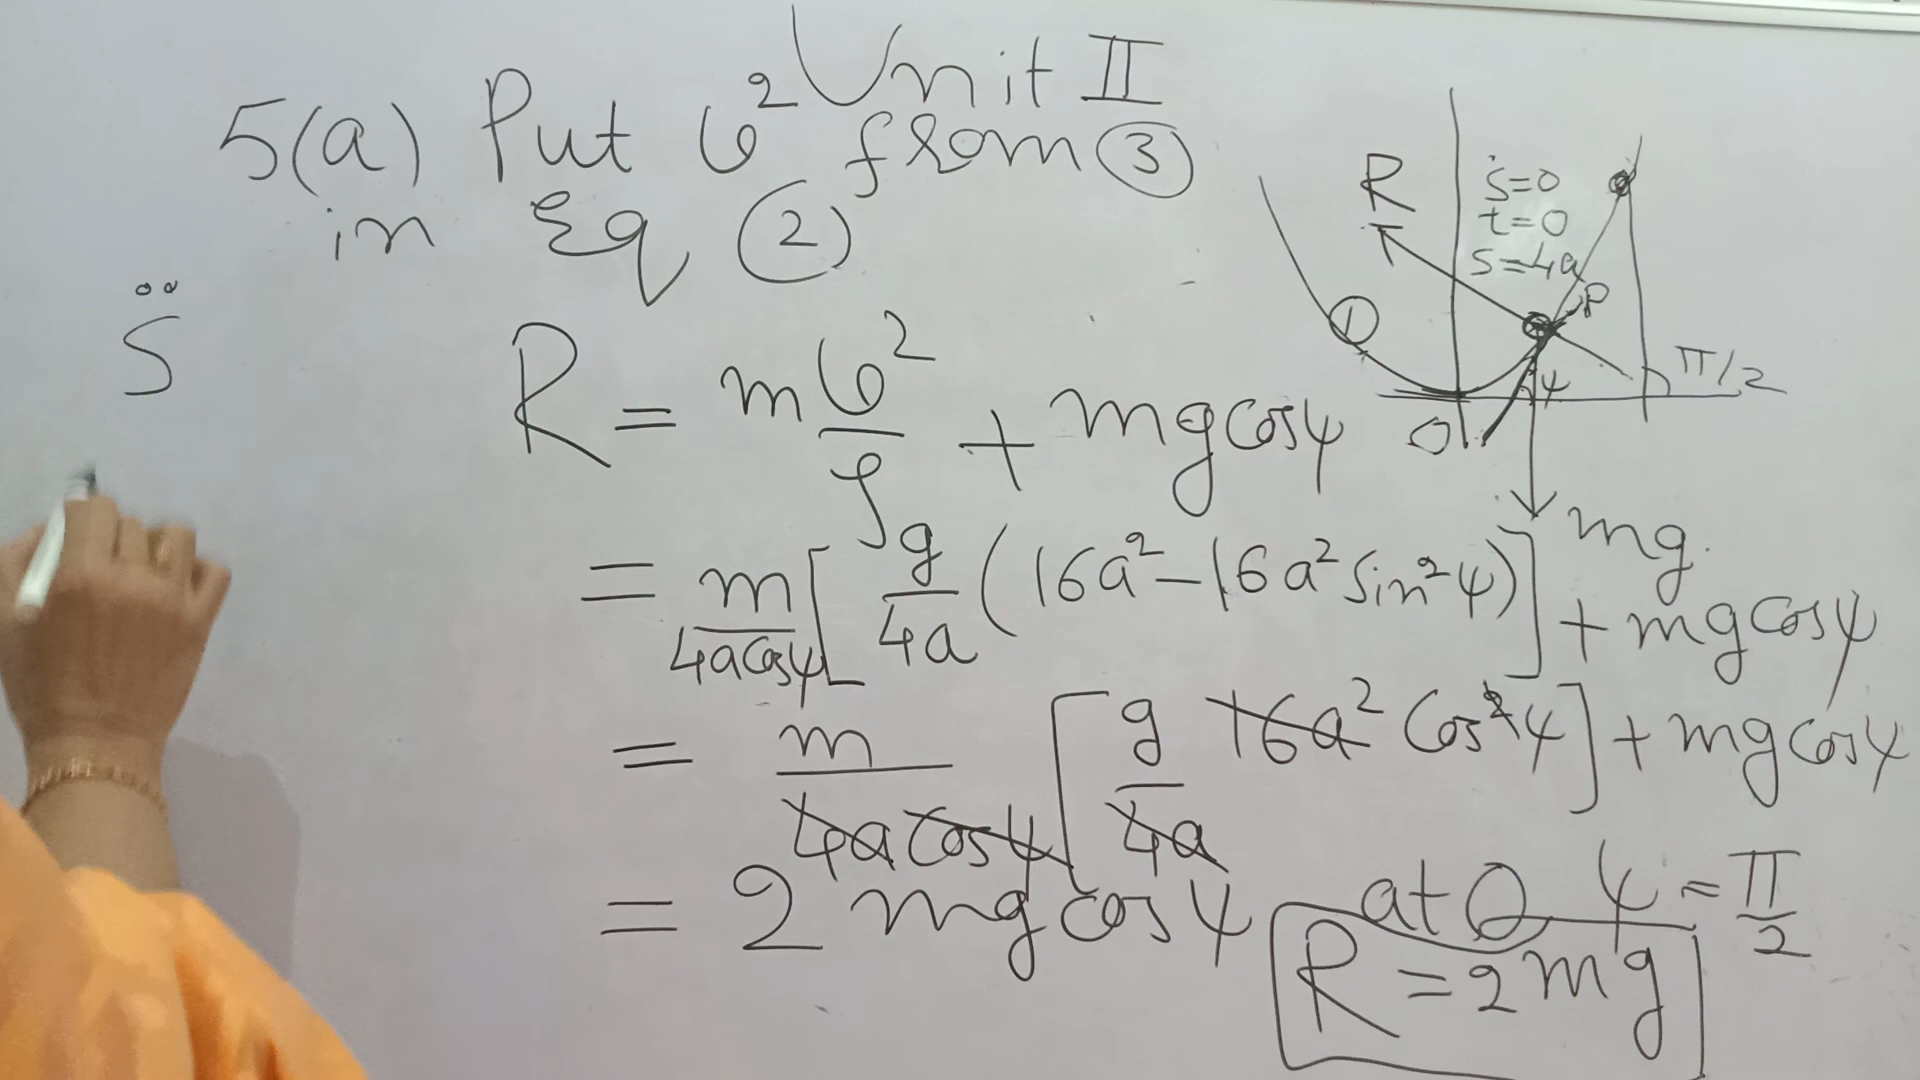 Unit II
5(a) Put v² from ③
in Eq ②
s̈
R = mv²/ρ + mg cosψ
= m/4a cosψ [g/4a (16a² - 16a² sin²ψ)] + mg cosψ
= m/4a cosψ [g/4a 16a² cos²ψ] + mg cosψ
= 2 mg cosψ
at O ψ = π/2
R = 2mg
R
ṡ=0
t=0
s=4a
P
①
π/2
ψ
O
mg